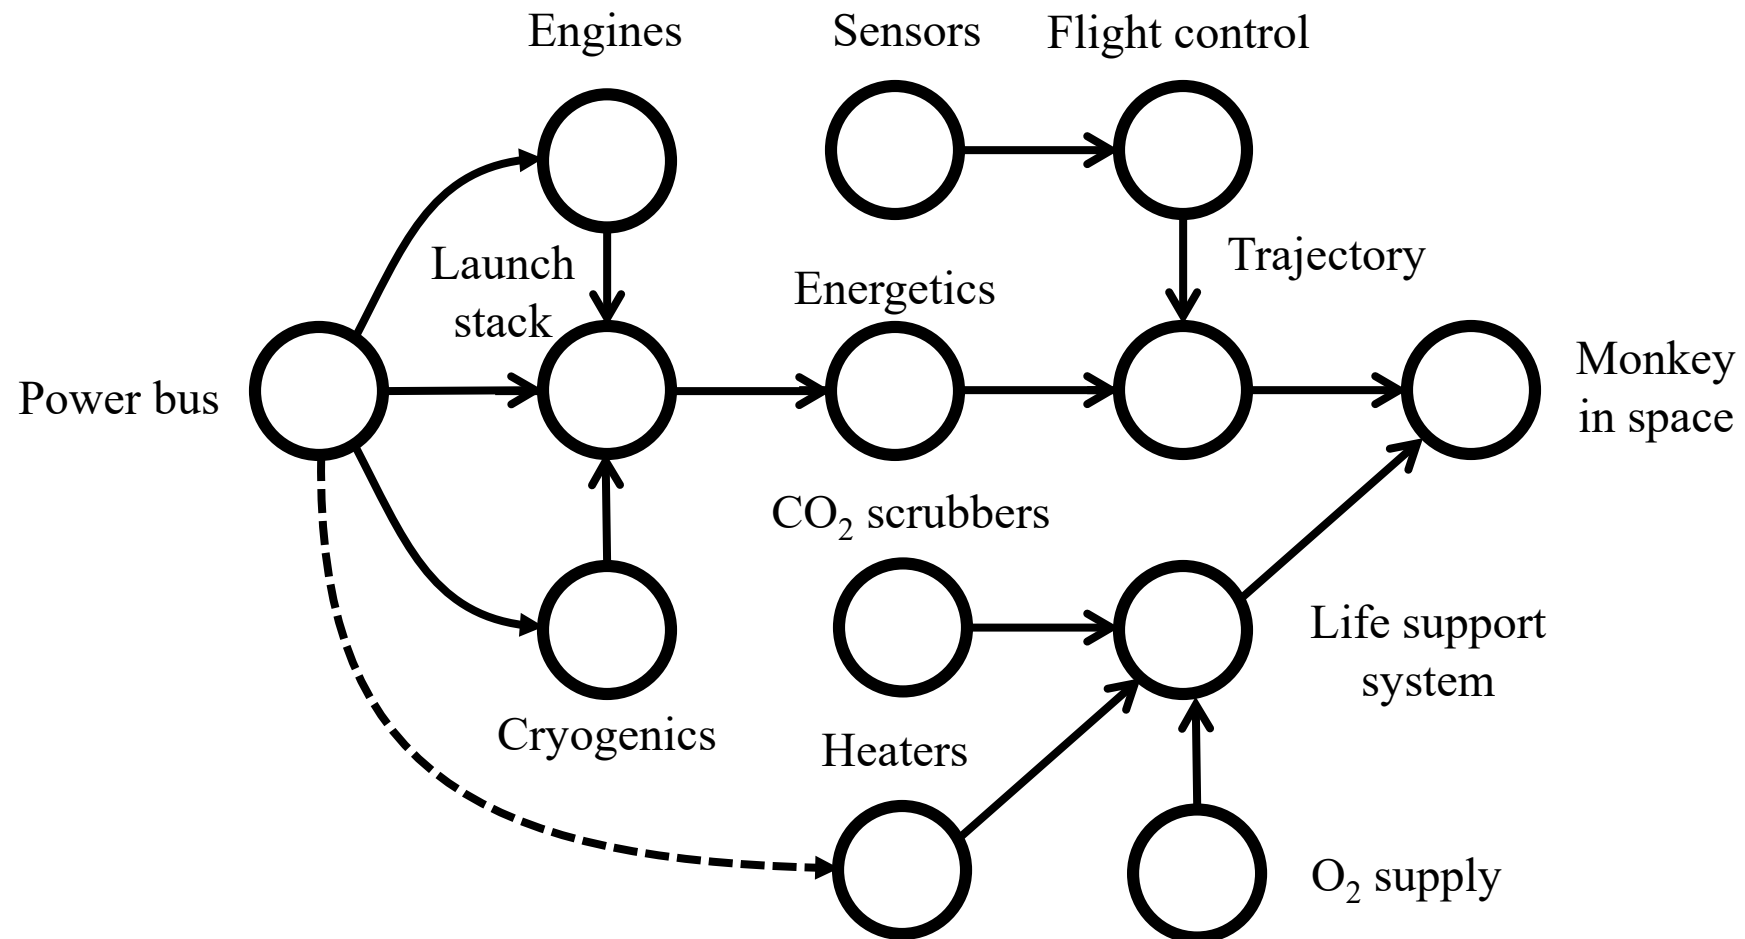 Engines
Sensors
Flight control
Launch
stack
Energetics
Trajectory
Power bus
Monkey
in space
CO₂ scrubbers
Life support
system
Cryogenics
Heaters
O₂ supply